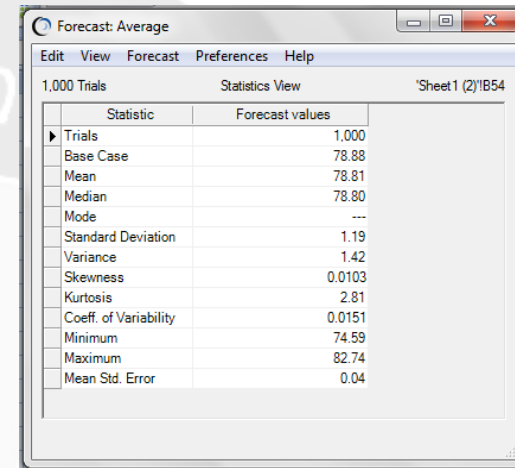 Forecast: Average
Edit View Forecast Preferences Help
1,000 Trials Statistics View 'Sheet1 (2)'!B54
Statistic Forecast values
Trials 1,000
Base Case 78.88
Mean 78.81
Median 78.80
Mode ---
Standard Deviation 1.19
Variance 1.42
Skewness 0.0103
Kurtosis 2.81
Coeff. of Variability 0.0151
Minimum 74.59
Maximum 82.74
Mean Std. Error 0.04